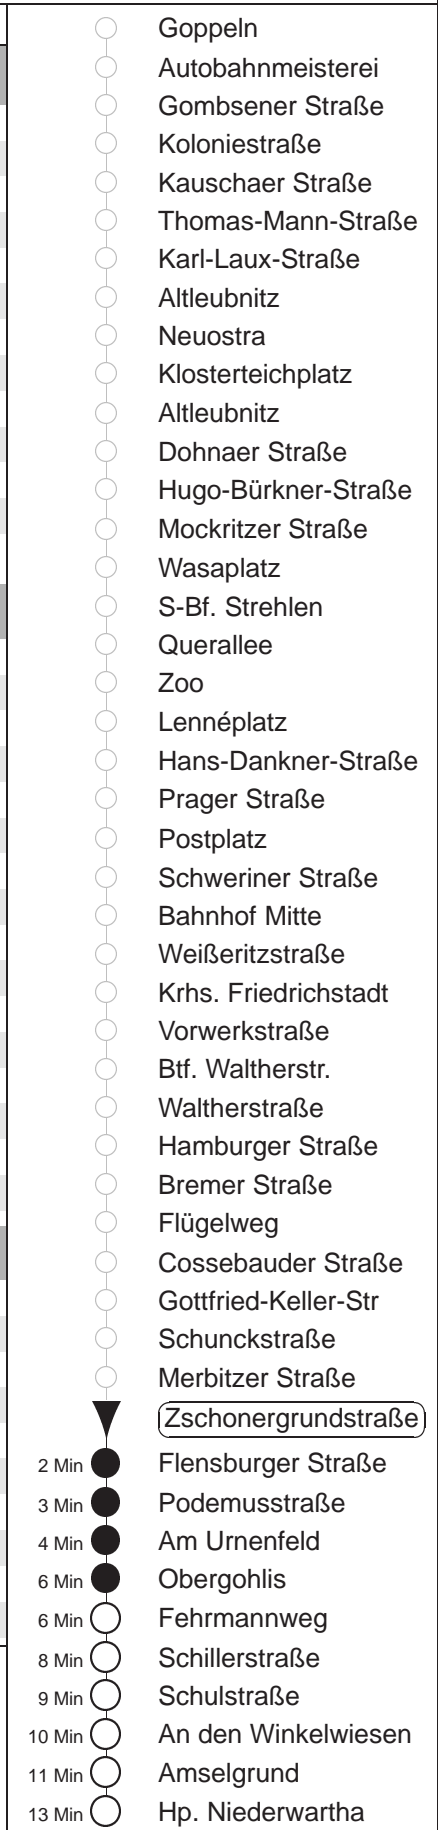 Goppeln
Autobahnmeisterei
Gombsener Straße
Koloniestraße
Kauschaer Straße
Thomas-Mann-Straße
Karl-Laux-Straße
Altleubnitz
Neuostra
Klosterteichplatz
Altleubnitz
Dohnaer Straße
Hugo-Bürkner-Straße
Mockritzer Straße
Wasaplatz
S-Bf. Strehlen
Querallee
Zoo
Lennéplatz
Hans-Dankner-Straße
Prager Straße
Postplatz
Schweriner Straße
Bahnhof Mitte
Weißeritzstraße
Krhs. Friedrichstadt
Vorwerkstraße
Btf. Waltherstr.
Waltherstraße
Hamburger Straße
Bremer Straße
Flügelweg
Cossebauder Straße
Gottfried-Keller-Str
Schunckstraße
Merbitzer Straße
Zschonergrundstraße
2 Min Flensburger Straße
3 Min Podemusstraße
4 Min Am Urnenfeld
6 Min Obergohlis
6 Min Fehrmannweg
8 Min Schillerstraße
9 Min Schulstraße
10 Min An den Winkelwiesen
11 Min Amselgrund
13 Min Hp. Niederwartha